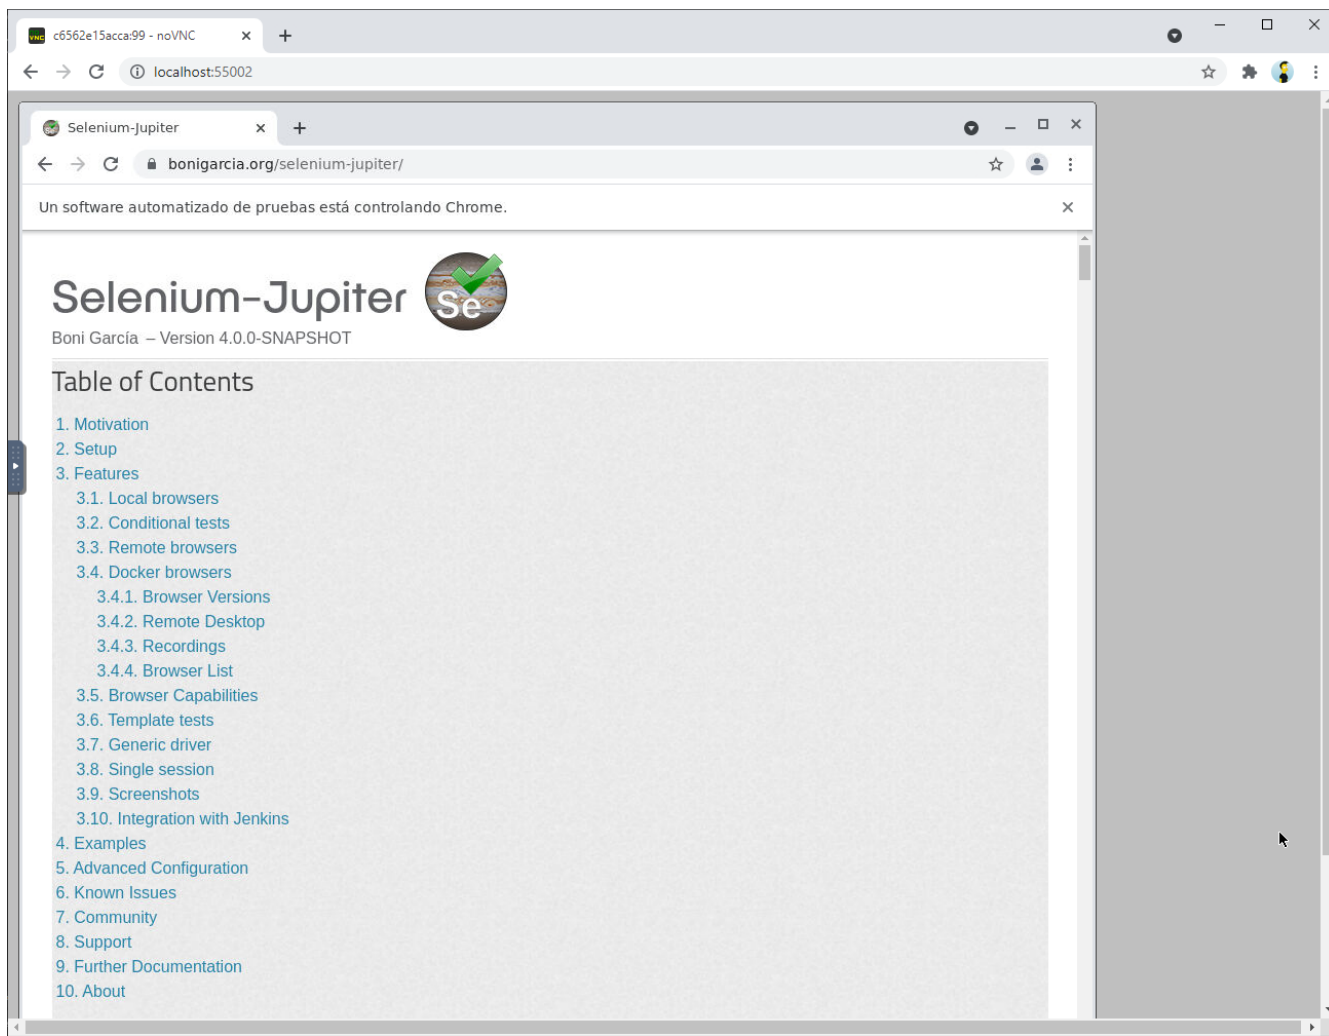 c6562e15acca:99 - noVNC
localhost:55002
Selenium-Jupiter
bonigarcia.org/selenium-jupiter/
Un software automatizado de pruebas está controlando Chrome.
Selenium-Jupiter
Se
Boni García – Version 4.0.0-SNAPSHOT
Table of Contents
1. Motivation
2. Setup
3. Features
3.1. Local browsers
3.2. Conditional tests
3.3. Remote browsers
3.4. Docker browsers
3.4.1. Browser Versions
3.4.2. Remote Desktop
3.4.3. Recordings
3.4.4. Browser List
3.5. Browser Capabilities
3.6. Template tests
3.7. Generic driver
3.8. Single session
3.9. Screenshots
3.10. Integration with Jenkins
4. Examples
5. Advanced Configuration
6. Known Issues
7. Community
8. Support
9. Further Documentation
10. About